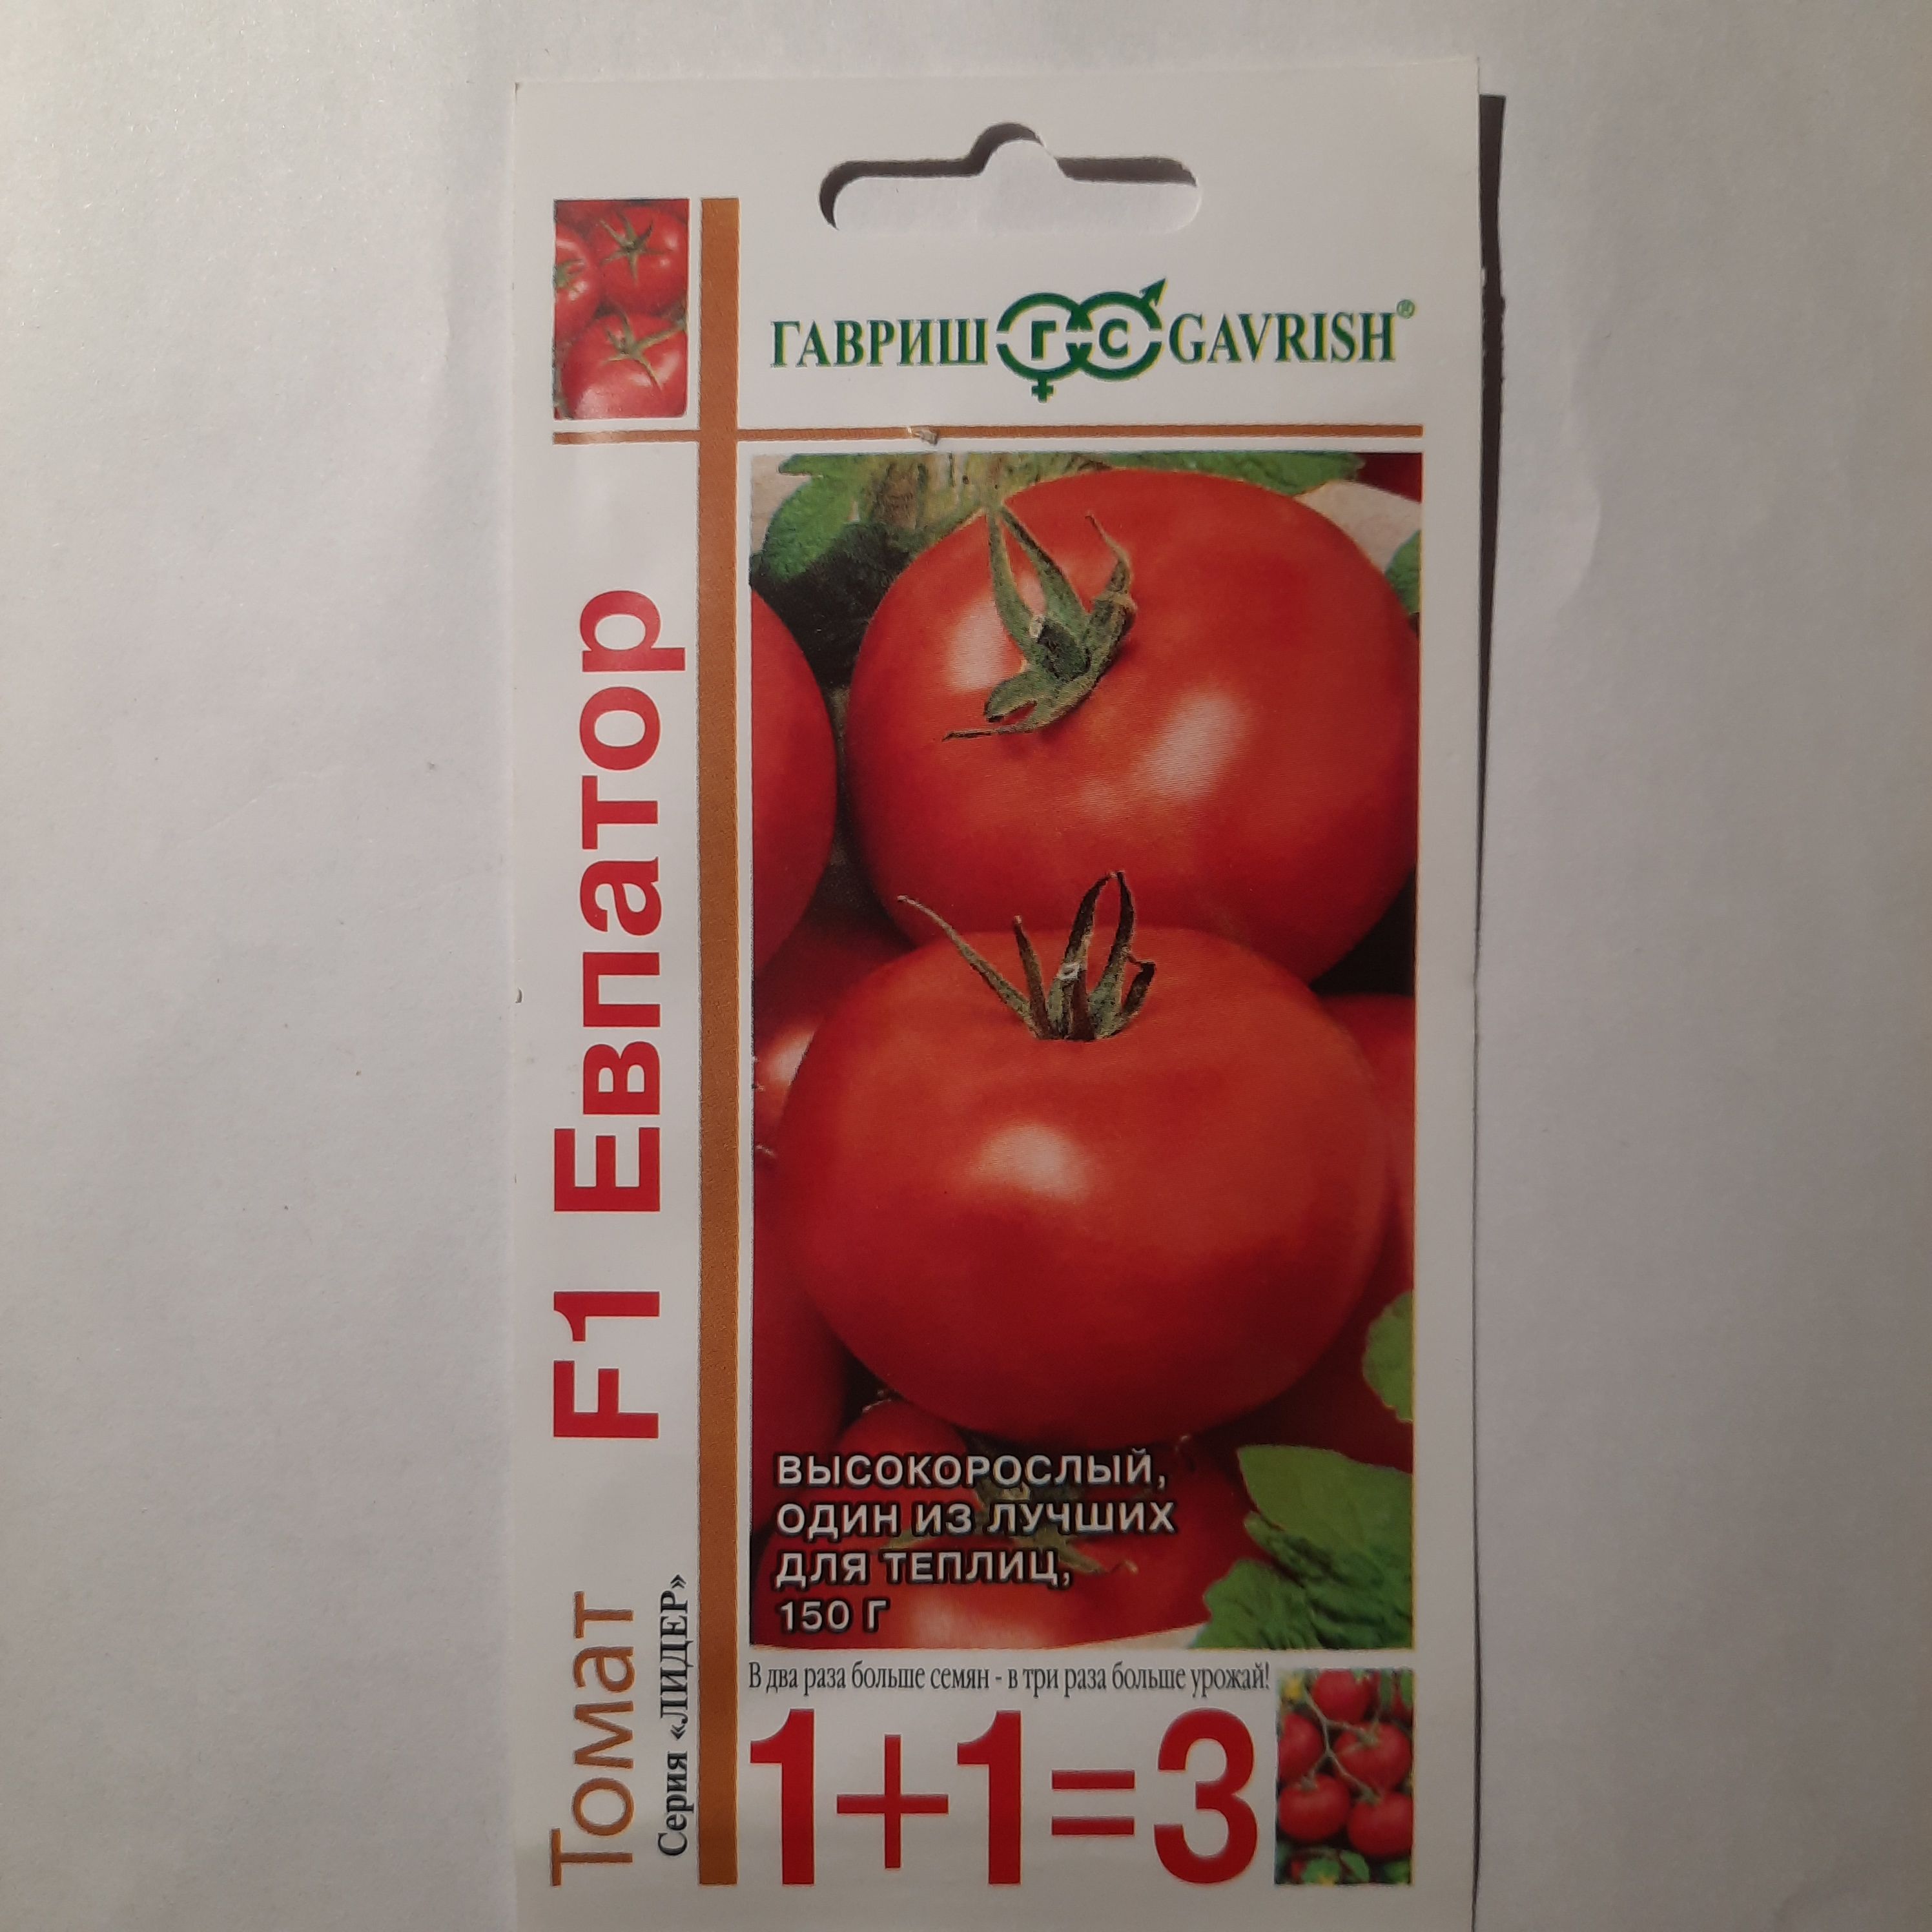 ГАВРИШ ГС GAVRISH®
Томат F1 Евпатор
Серия «ЛИДЕР»
ВЫСОКОРОСЛЫЙ,
ОДИН ИЗ ЛУЧШИХ
ДЛЯ ТЕПЛИЦ,
150 Г
В два раза больше семян - в три раза больше урожай!
1+1=3